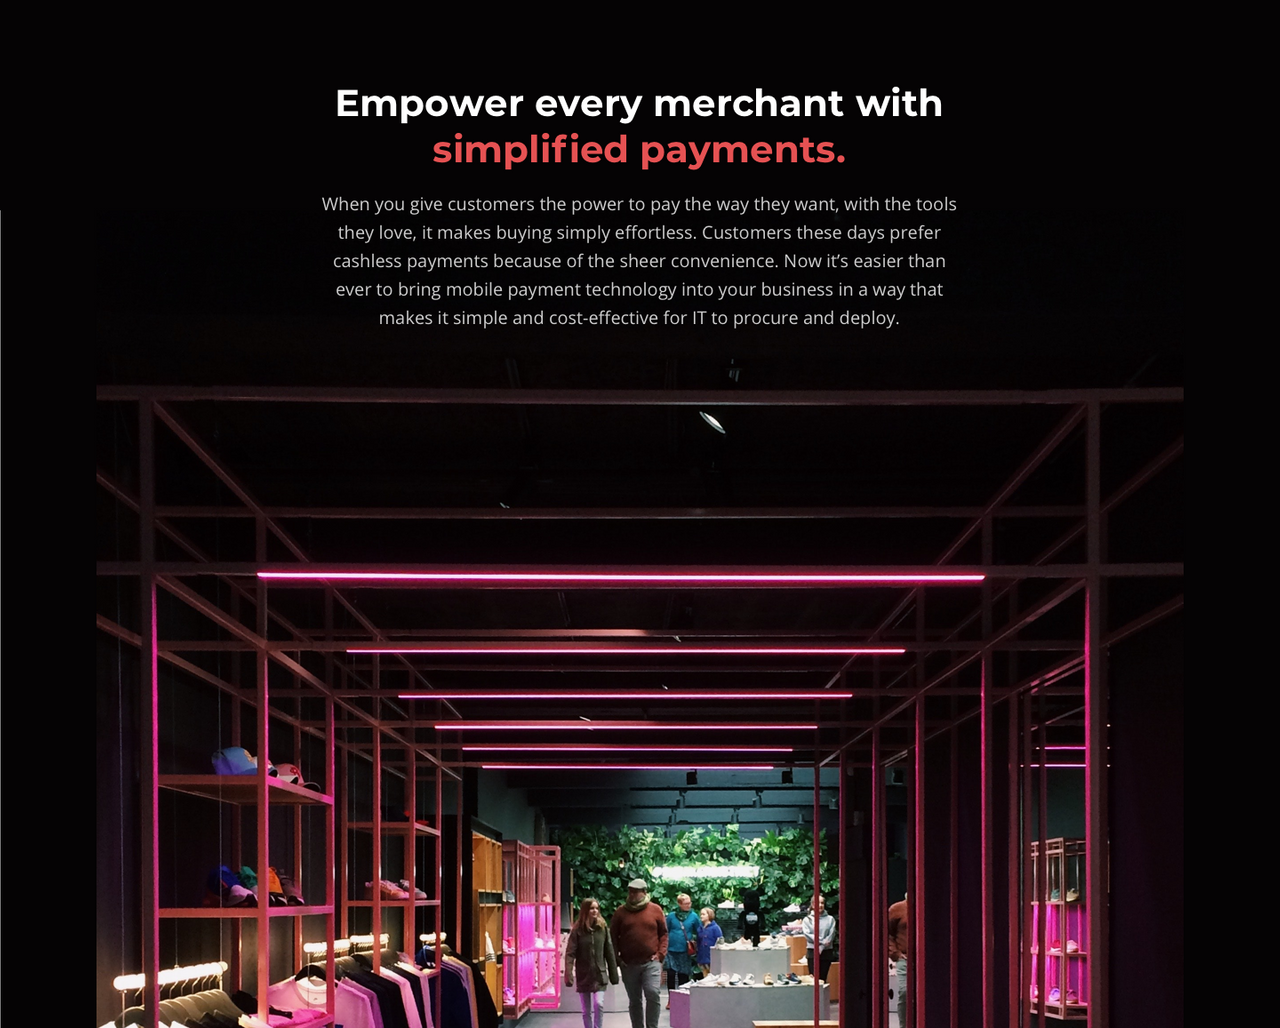 Empower every merchant with
simplified payments.
When you give customers the power to pay the way they want, with the tools
they love, it makes buying simply effortless. Customers these days prefer
cashless payments because of the sheer convenience. Now it’s easier than
ever to bring mobile payment technology into your business in a way that
makes it simple and cost-effective for IT to procure and deploy.